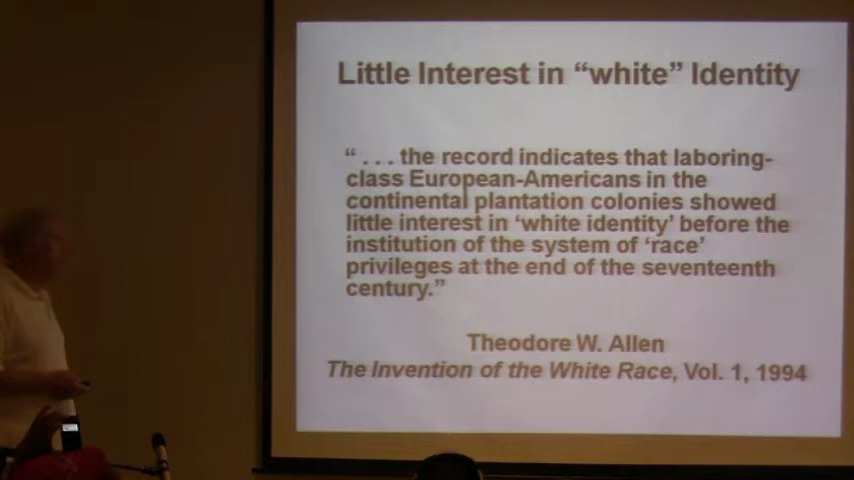 Little Interest in “white” Identity
“ . . . the record indicates that laboring-
class European-Americans in the
continental plantation colonies showed
little interest in ‘white identity’ before the
institution of the system of ‘race’
privileges at the end of the seventeenth
century.”
Theodore W. Allen
The Invention of the White Race, Vol. 1, 1994